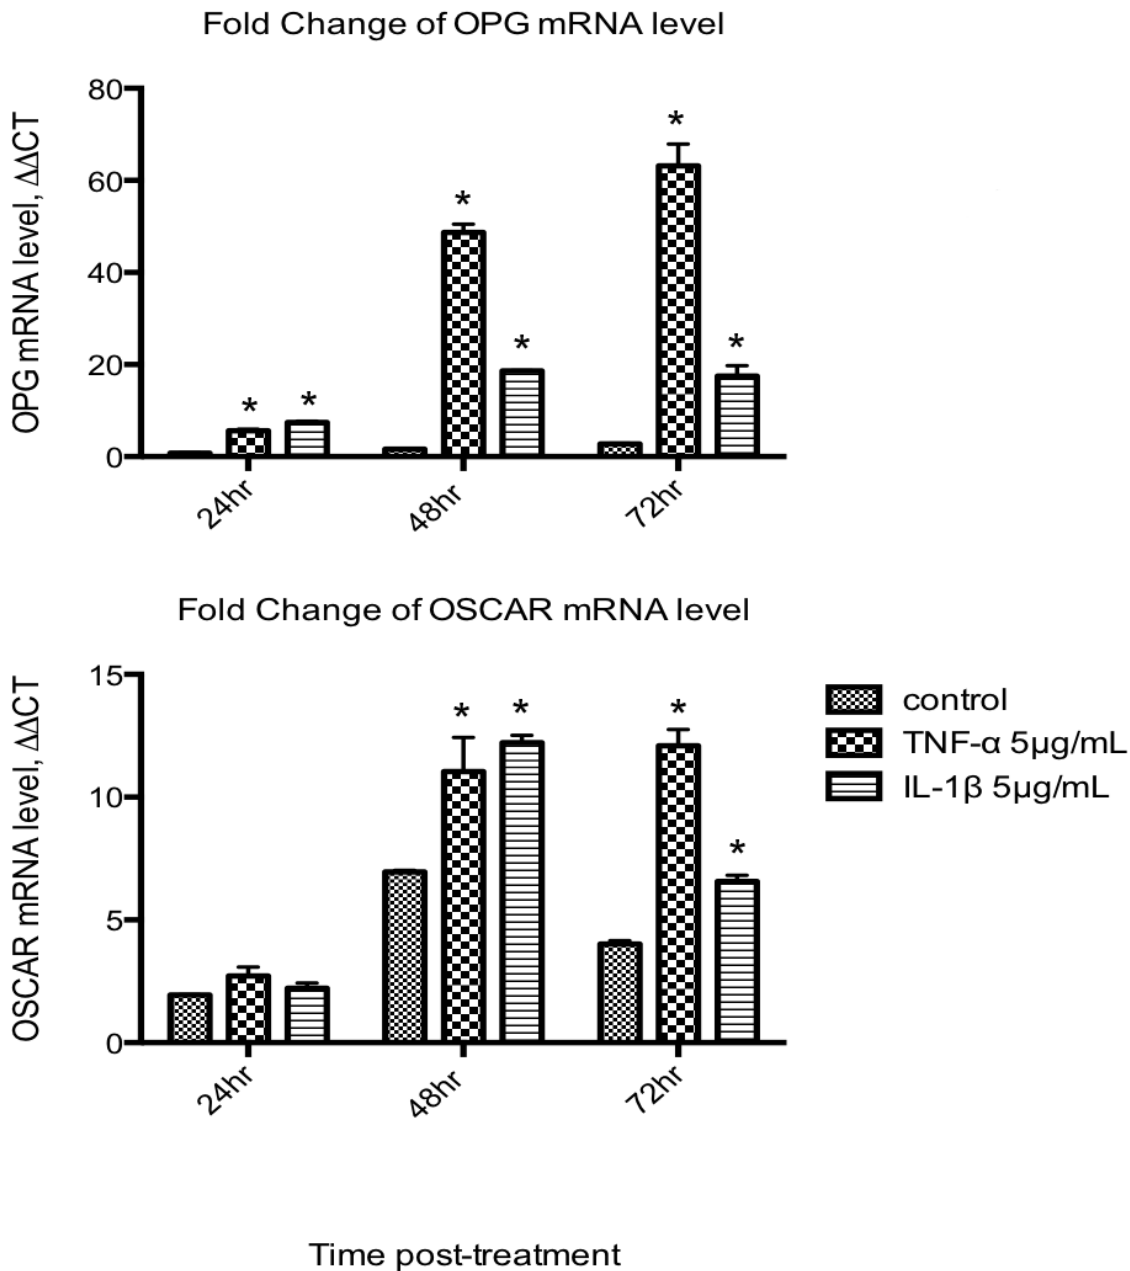 Fold Change of OPG mRNA level
OPG mRNA level, ΔΔCT
80
60
40
20
0
* * * * * *
24hr 48hr 72hr
Fold Change of OSCAR mRNA level
OSCAR mRNA level, ΔΔCT
15
10
5
0
* * * *
24hr 48hr 72hr
control
TNF-α 5µg/mL
IL-1β 5µg/mL
Time post-treatment